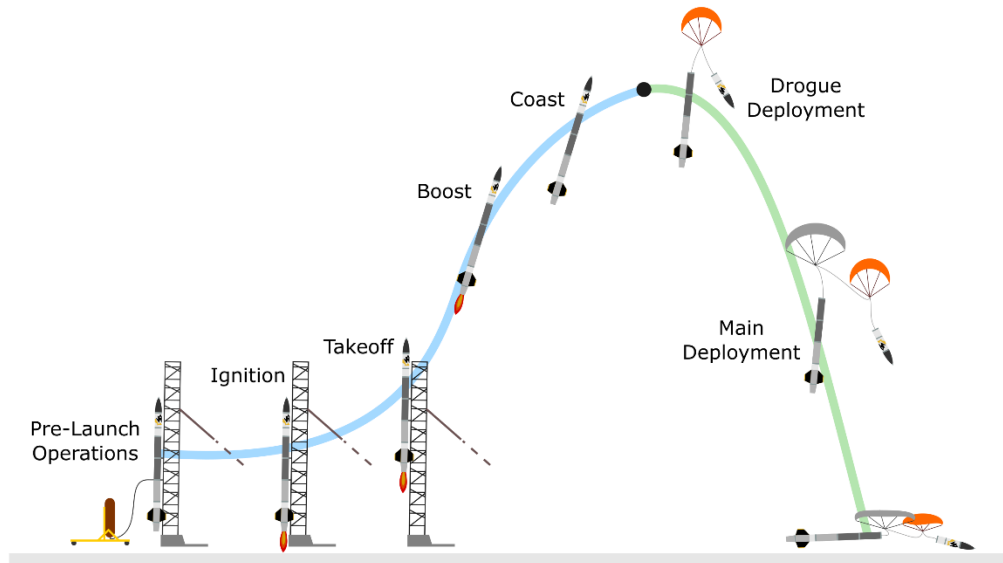 Pre-Launch
Operations
Ignition
Takeoff
Boost
Coast
Drogue
Deployment
Main
Deployment